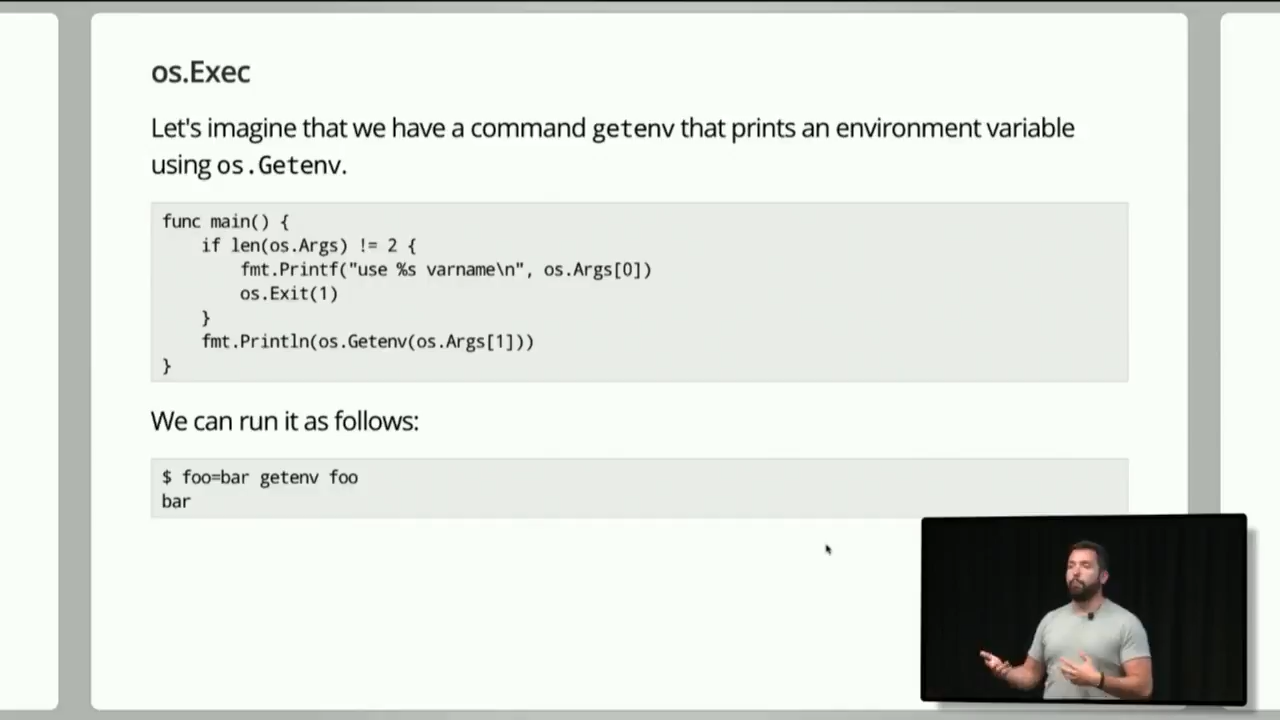 os.Exec
Let's imagine that we have a command getenv that prints an environment variable
using os.Getenv.
func main() {
    if len(os.Args) != 2 {
        fmt.Printf("use %s varname\n", os.Args[0])
        os.Exit(1)
    }
    fmt.Println(os.Getenv(os.Args[1]))
}
We can run it as follows:
$ foo=bar getenv foo
bar